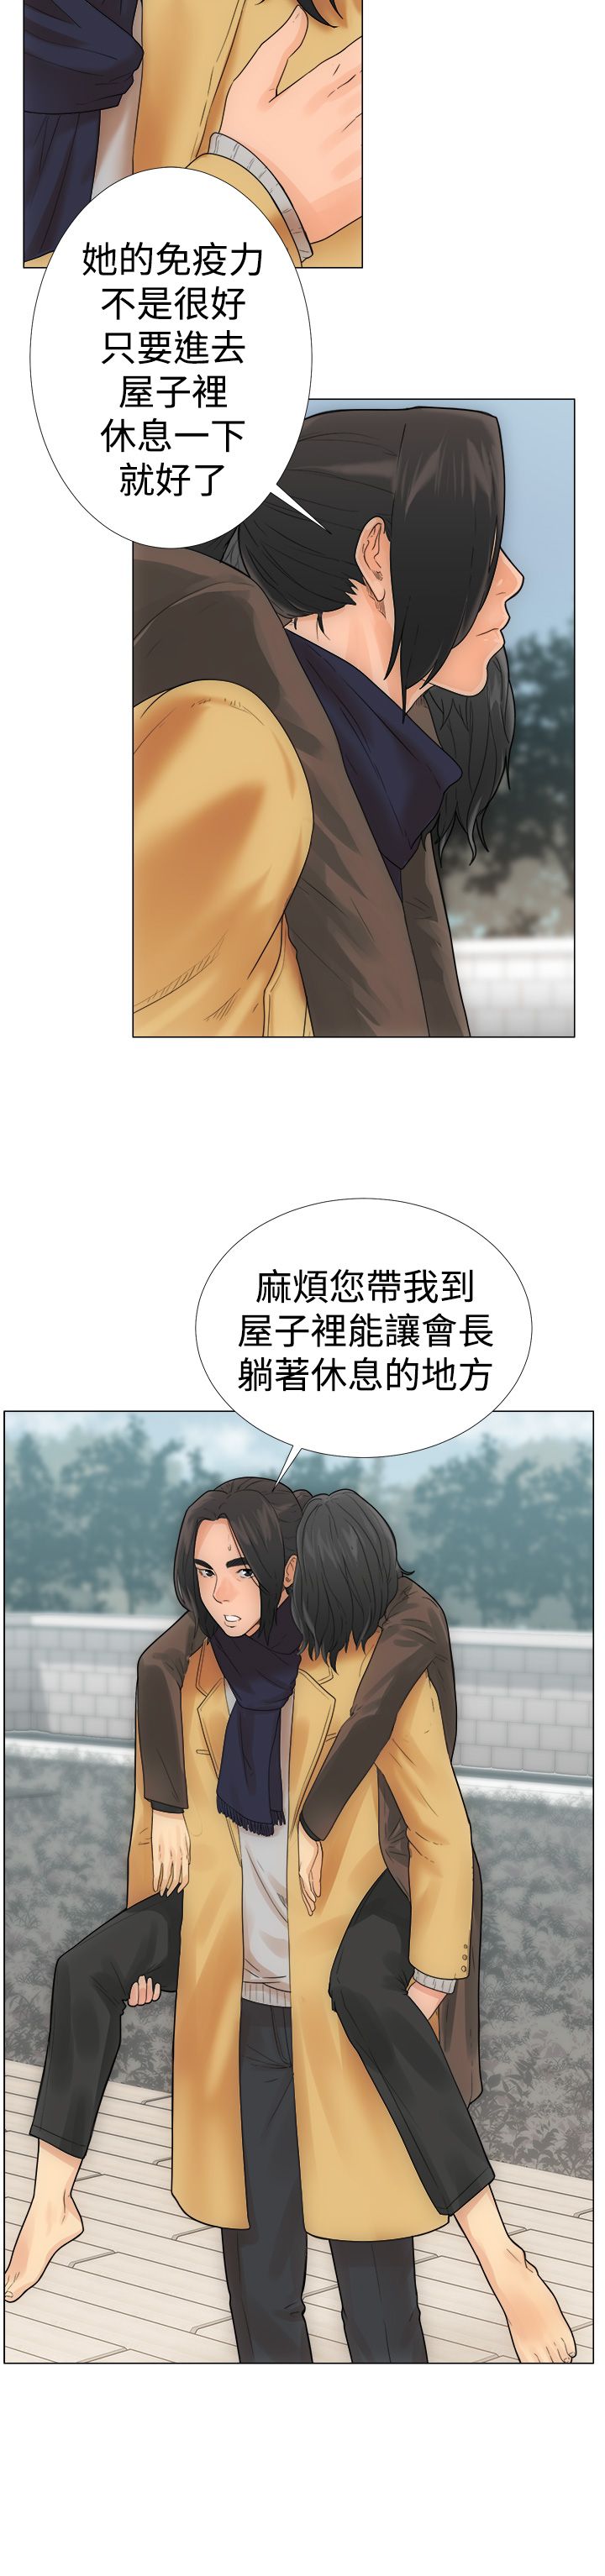 她的免疫力
不是很好
只要進去
屋子裡
休息一下
就好了
麻煩您帶我到
屋子裡能讓會長
躺著休息的地方